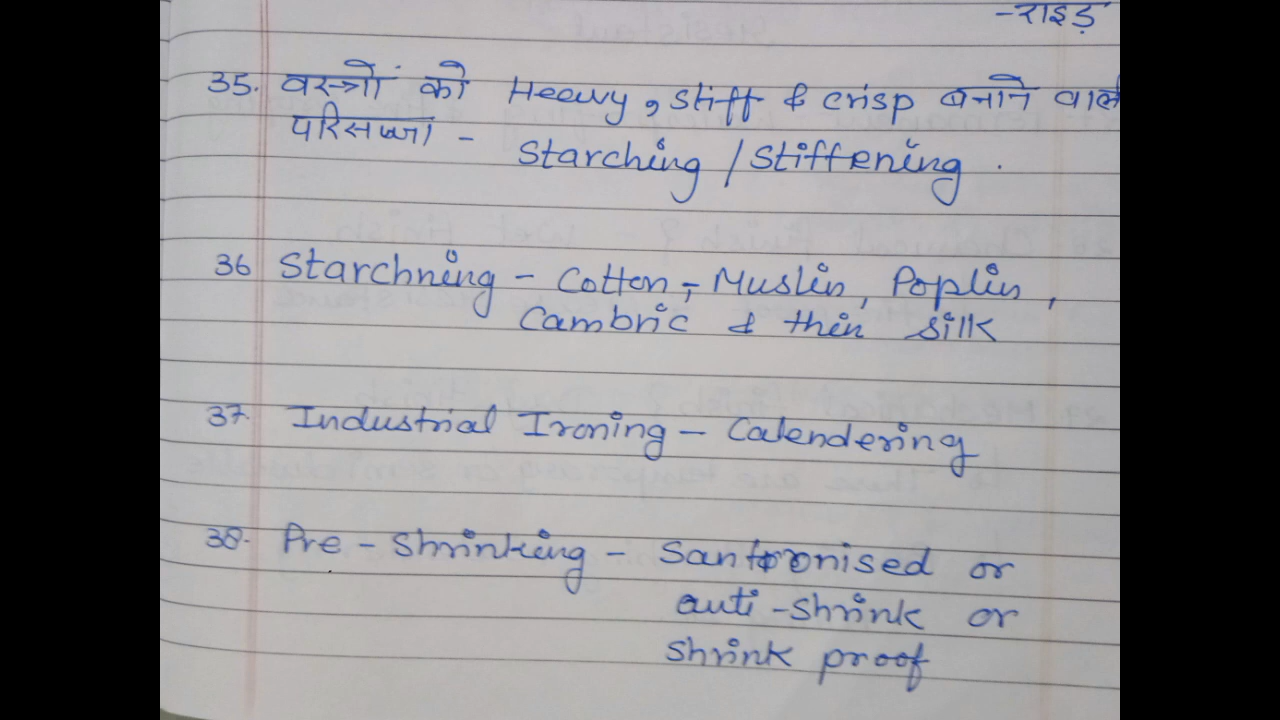 -राइड
35. वस्त्रों को Heavy, stiff & crisp बनाने वाले
परिसज्जा - Starching / Stiffening .
36 Starchning - Cotton, - Muslin, Poplin,
Cambric & thin silk
37. Industrial Ironing - Calendering
38. Pre - Shrinking - Santoronised or
anti-Shrink or
Shrink proof